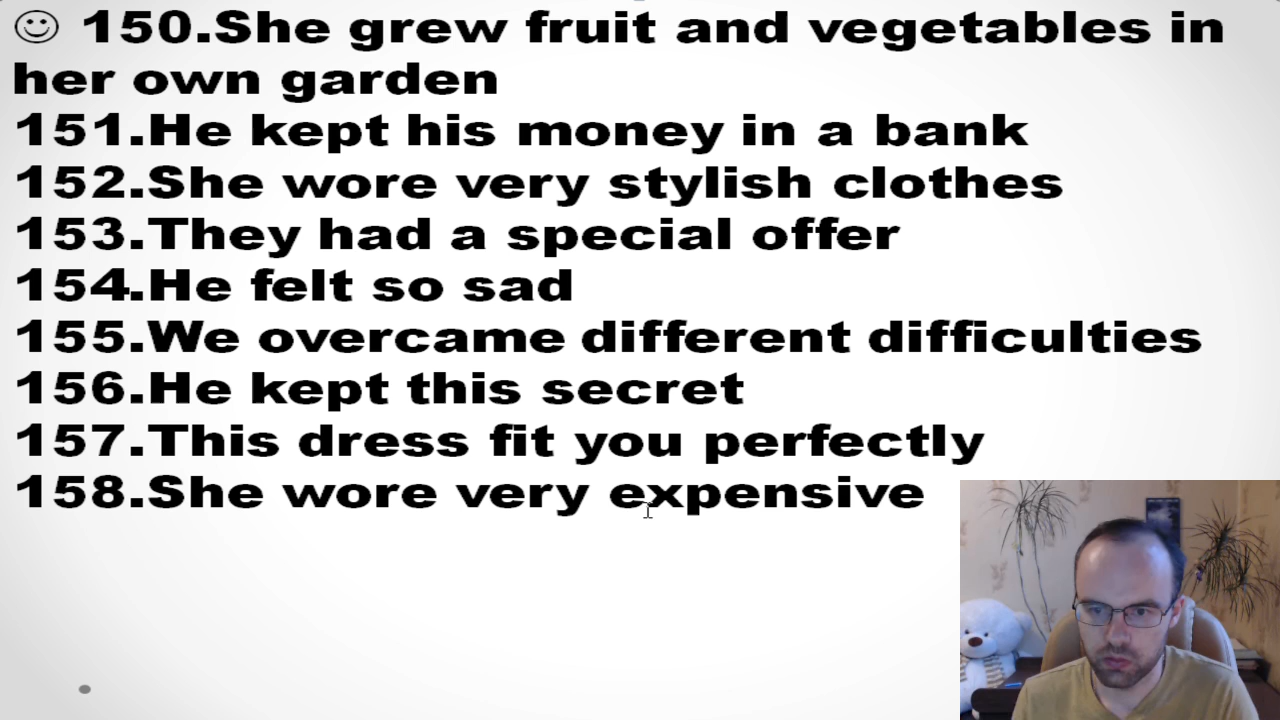 ☺ 150.She grew fruit and vegetables in
her own garden
151.He kept his money in a bank
152.She wore very stylish clothes
153.They had a special offer
154.He felt so sad
155.We overcame different difficulties
156.He kept this secret
157.This dress fit you perfectly
158.She wore very expensive